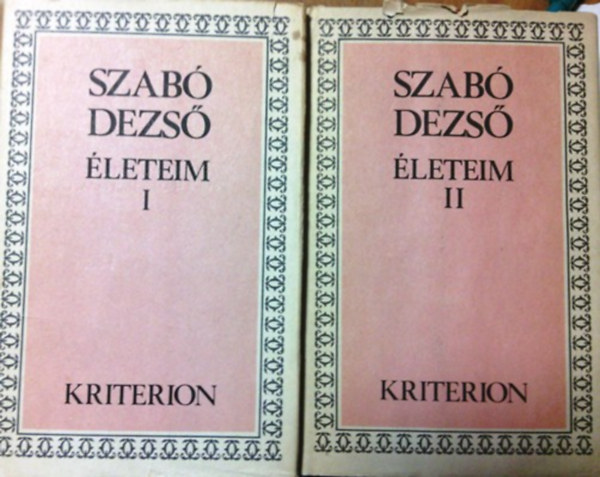 SZABÓ
DEZSŐ
ÉLETEIM
I
KRITERION
SZABÓ
DEZSŐ
ÉLETEIM
II
KRITERION